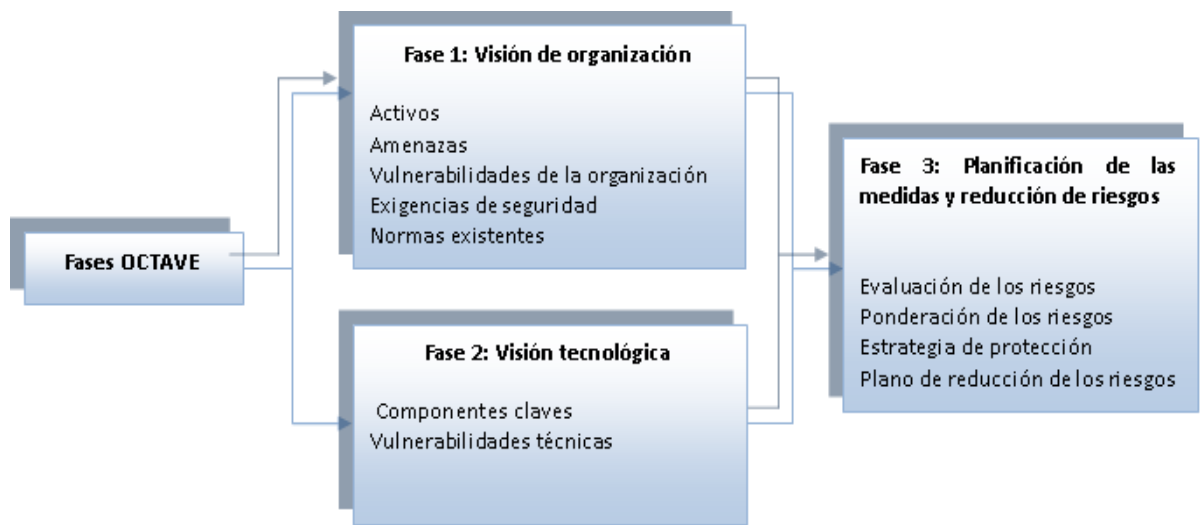 Fases OCTAVE
Fase 1: Visión de organización
Activos
Amenazas
Vulnerabilidades de la organización
Exigencias de seguridad
Normas existentes
Fase 2: Visión tecnológica
Componentes claves
Vulnerabilidades técnicas
Fase 3: Planificación de las
medidas y reducción de riesgos
Evaluación de los riesgos
Ponderación de los riesgos
Estrategia de protección
Plano de reducción de los riesgos